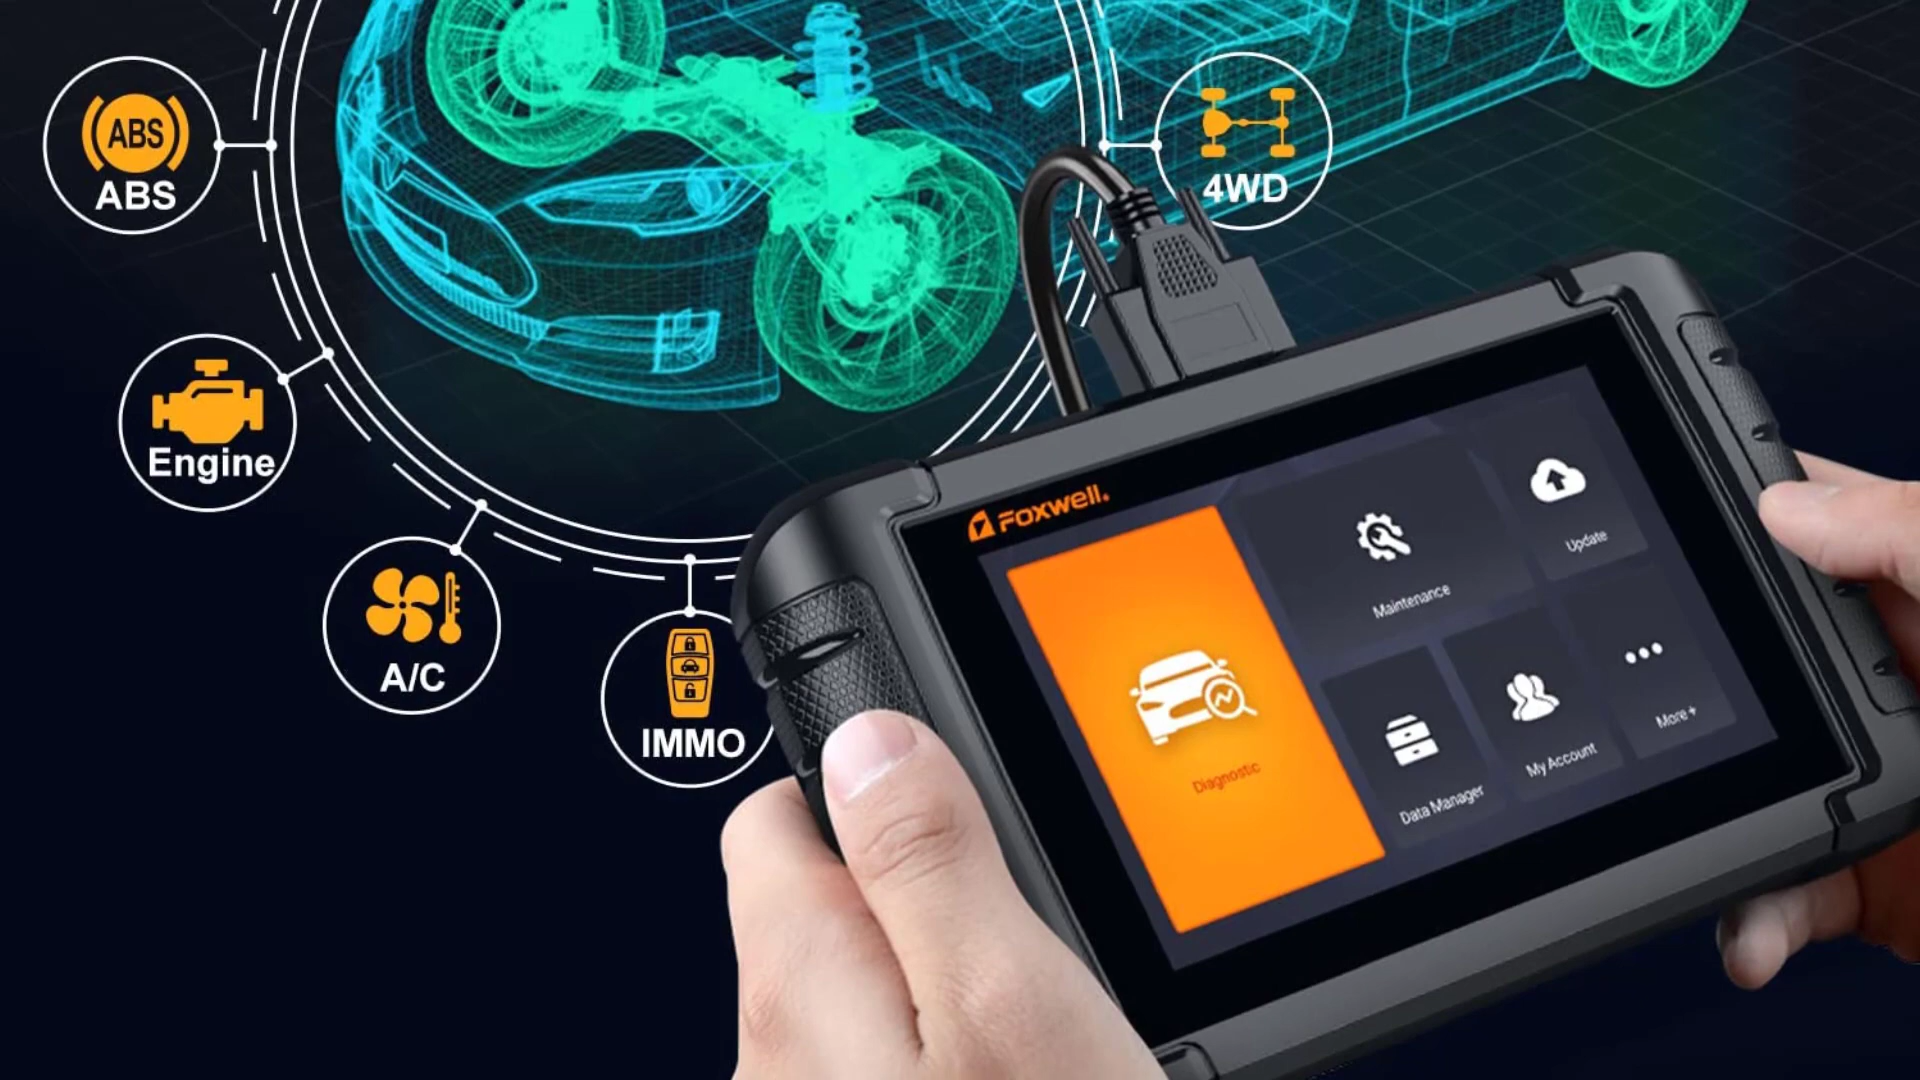 ABS
ABS
4WD
Engine
A/C
IMMO
Foxwell.
Diagnostic
Maintenance
Update
Data Manager
My Account
More +